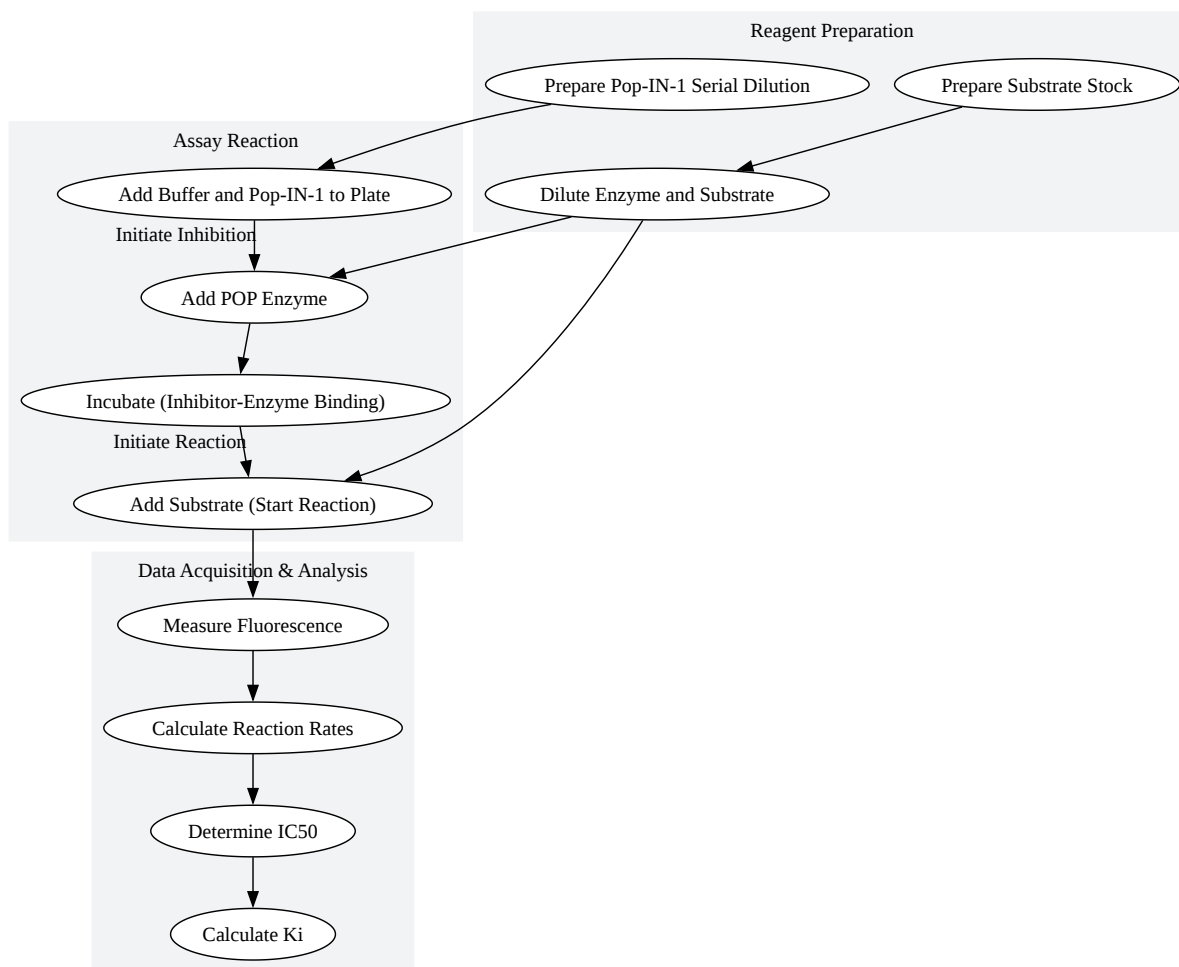 Reagent Preparation
Prepare Pop-IN-1 Serial Dilution
Prepare Substrate Stock
Dilute Enzyme and Substrate
Assay Reaction
Add Buffer and Pop-IN-1 to Plate
Initiate Inhibition
Add POP Enzyme
Incubate (Inhibitor-Enzyme Binding)
Initiate Reaction
Add Substrate (Start Reaction)
Data Acquisition & Analysis
Measure Fluorescence
Calculate Reaction Rates
Determine IC50
Calculate Ki